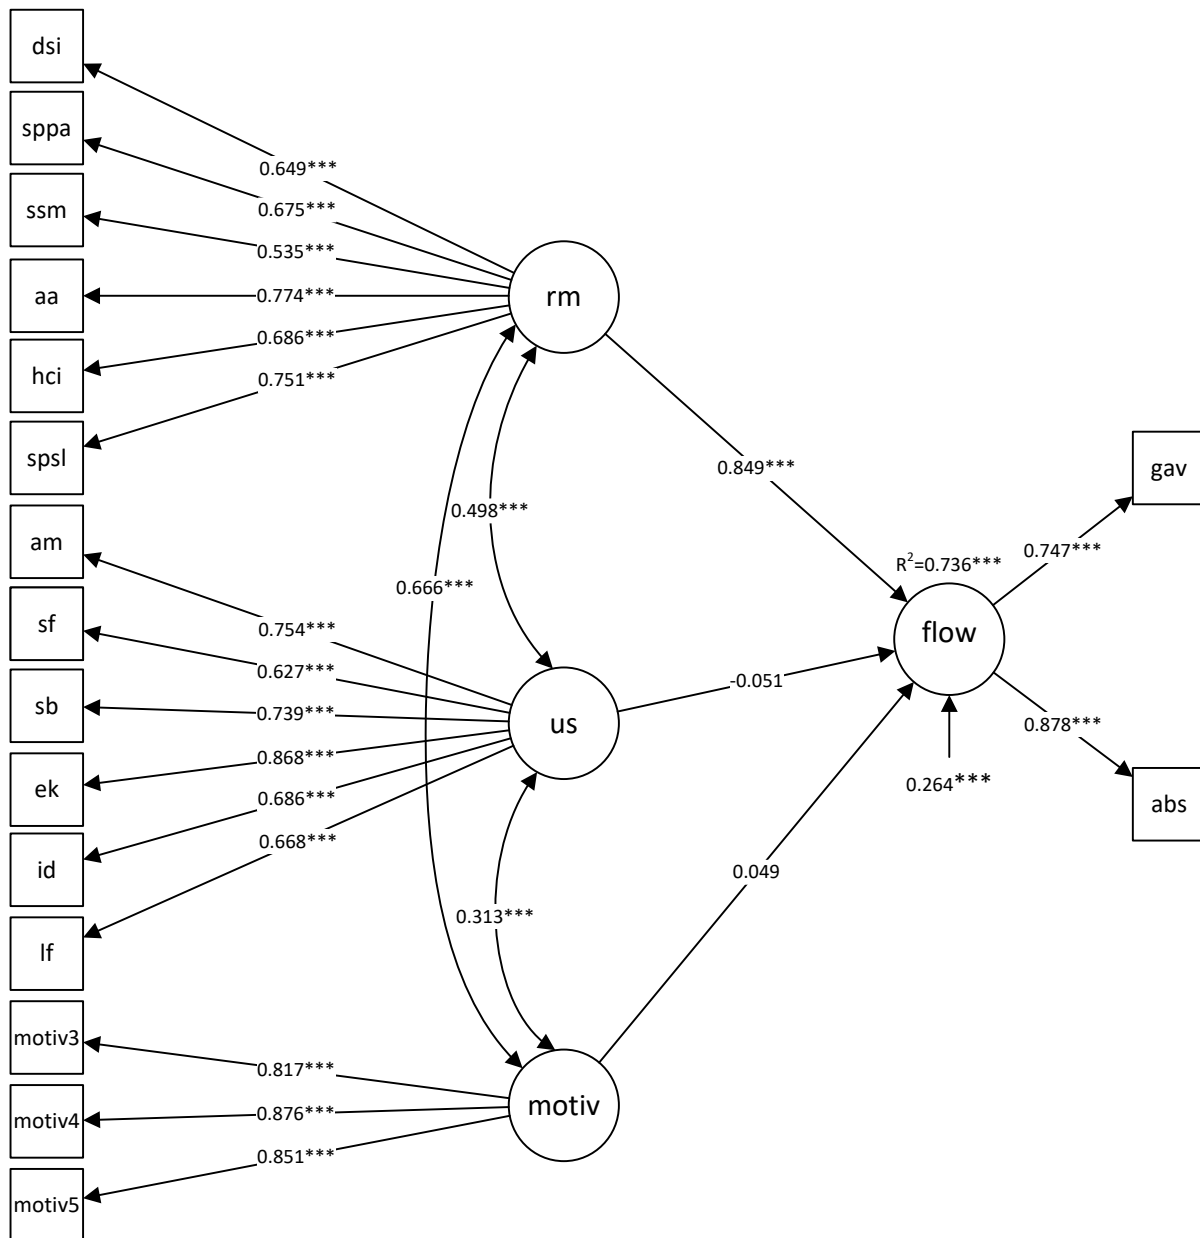 dsi
sppa
0.649***
ssm
0.675***
0.535***
aa
0.774***
rm
hci
0.686***
0.751***
spsl
0.849***
gav
0.498***
am
0.747***
R²=0.736***
0.666***
sf
0.754***
flow
0.627***
-0.051
sb
0.739***
us
0.878***
ek
0.868***
0.264***
id
0.686***
abs
0.668***
0.049
lf
0.313***
motiv3
0.817***
motiv4
0.876***
motiv
0.851***
motiv5